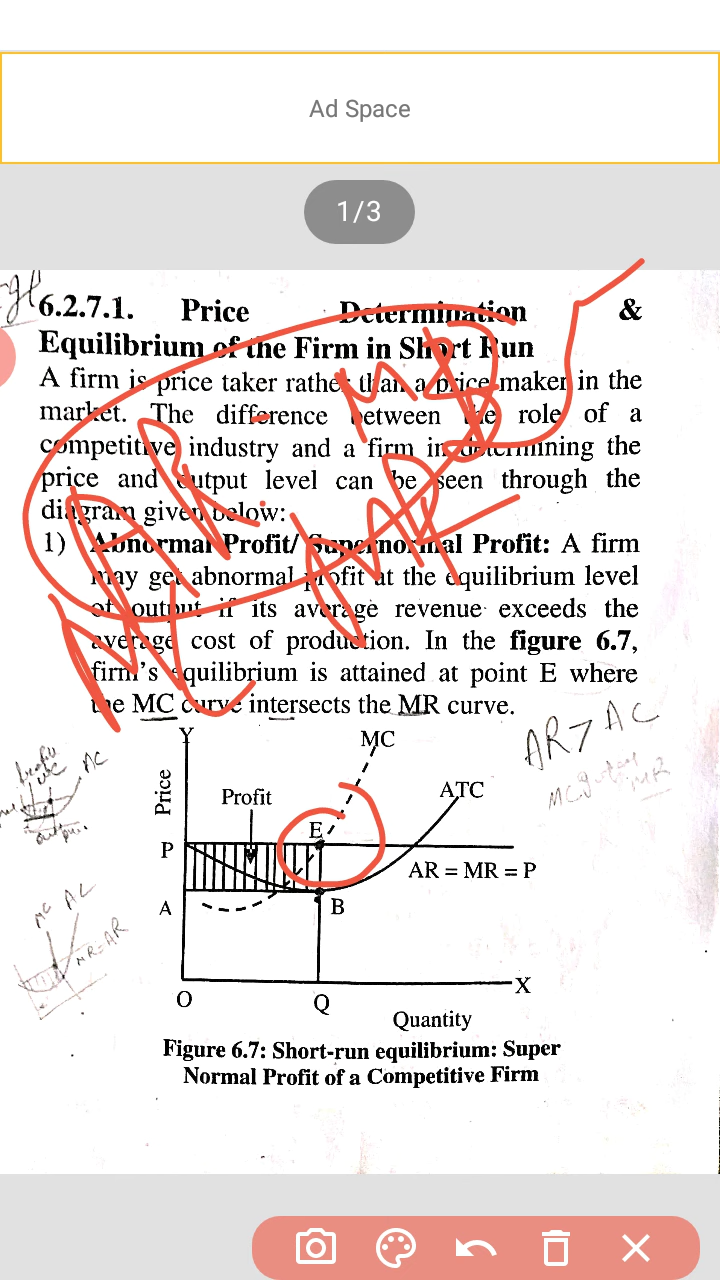 Ad Space
1/3
6.2.7.1. Price Determination &
Equilibrium of the Firm in Short Run
A firm is price taker rather than a price maker in the
market. The difference between the role of a
competitive industry and a firm in determining the
price and output level can be seen through the
diagram given below:
1) Abnormal Profit/ Supernormal Profit: A firm
may get abnormal profit at the equilibrium level
of output if its average revenue exceeds the
average cost of production. In the figure 6.7,
firm's equilibrium is attained at point E where
the MC curve intersects the MR curve.
AR > AC
Y
MC
AC
Price
Profit
ATC
E
P
AR = MR = P
A
B
MC AC
MR=AR
O
Q
X
Quantity
Figure 6.7: Short-run equilibrium: Super
Normal Profit of a Competitive Firm